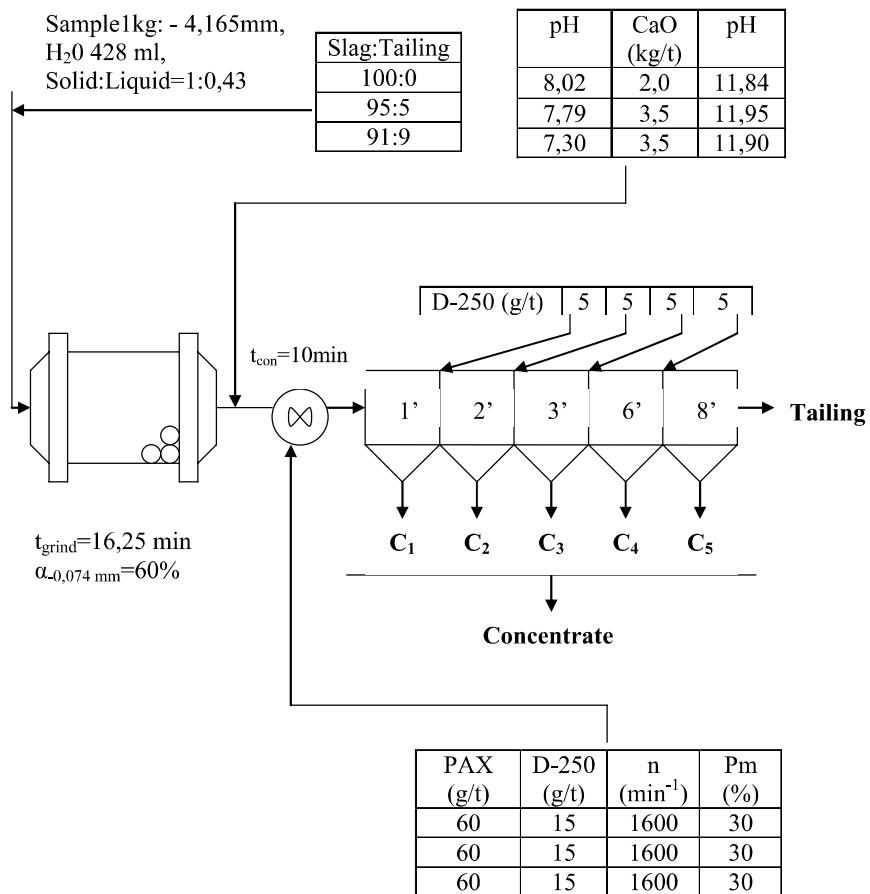 Sample1kg: - 4,165mm,
H₂0 428 ml,
Solid:Liquid=1:0,43
Slag:Tailing
100:0
95:5
91:9
pH CaO (kg/t) pH
8,02 2,0 11,84
7,79 3,5 11,95
7,30 3,5 11,90
D-250 (g/t) 5 5 5 5
t_con=10min
1’ 2’ 3’ 6’ 8’ Tailing
C₁ C₂ C₃ C₄ C₅
t_grind=16,25 min
α_-0,074 mm=60%
Concentrate
PAX D-250 n Pm
(g/t) (g/t) (min⁻¹) (%)
60 15 1600 30
60 15 1600 30
60 15 1600 30